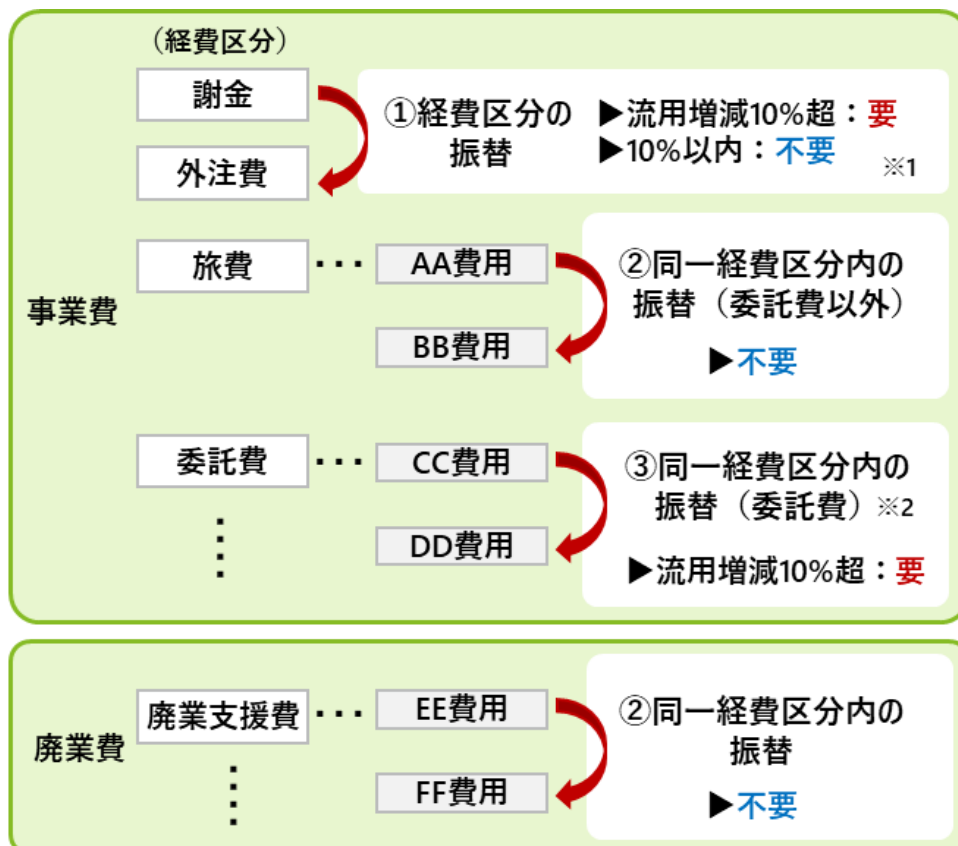 （経費区分）
謝金
外注費
①経費区分の
振替
▶流用増減10%超：要
▶10%以内：不要
※1
事業費
旅費
･･･
AA費用
BB費用
②同一経費区分内の
振替（委託費以外）
▶不要
委託費
･･･
CC費用
DD費用
③同一経費区分内の
振替（委託費）※2
▶流用増減10%超：要
廃業費
廃業支援費
･･･
EE費用
FF費用
②同一経費区分内の
振替
▶不要